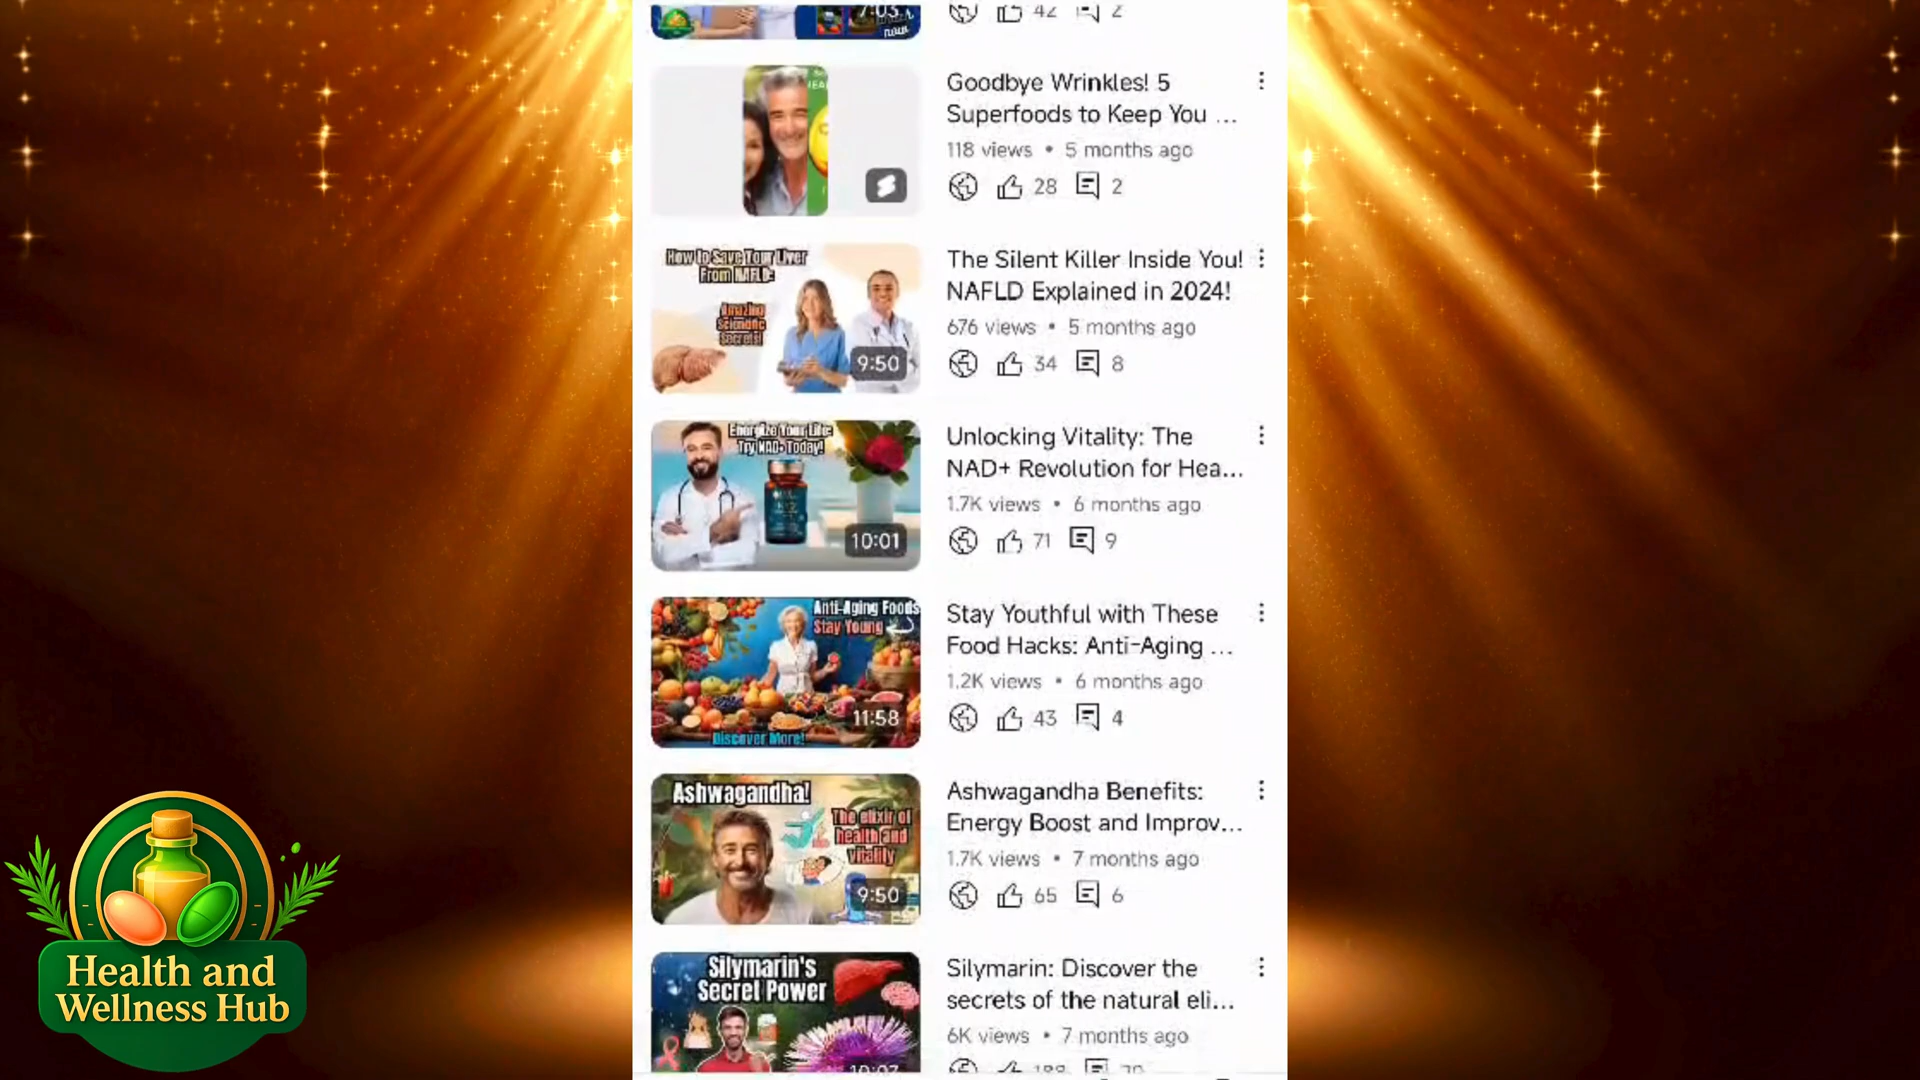 7:03
42 2
Goodbye Wrinkles! 5
Superfoods to Keep You ...
118 views • 5 months ago
28 2
How to Save Your Liver
From NAFLD:
Amazing
Scientific
Secrets!
9:50
The Silent Killer Inside You!
NAFLD Explained in 2024!
676 views • 5 months ago
34 8
Energize Your Life:
Try NAD+ Today!
10:01
Unlocking Vitality: The
NAD+ Revolution for Hea...
1.7K views • 6 months ago
71 9
Anti-Aging Foods
Stay Young
Discover More!
11:58
Stay Youthful with These
Food Hacks: Anti-Aging ...
1.2K views • 6 months ago
43 4
Ashwagandha!
The elixir of
health and
vitality
9:50
Ashwagandha Benefits:
Energy Boost and Improv...
1.7K views • 7 months ago
65 6
Silymarin's
Secret Power
Silymarin: Discover the
secrets of the natural eli...
6K views • 7 months ago
Health and
Wellness Hub